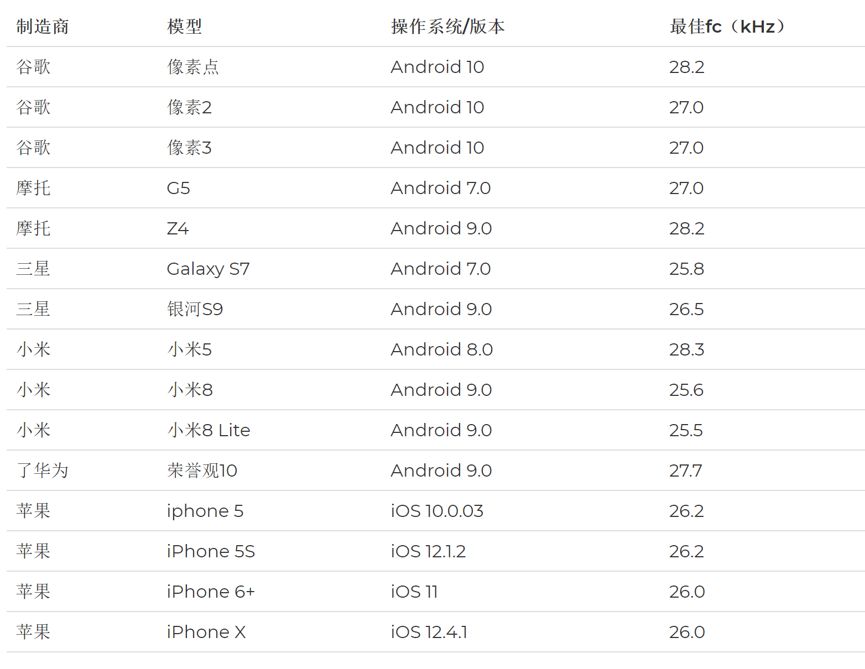 制造商 模型 操作系统/版本 最佳fc（kHz）
谷歌 像素点 Android 10 28.2
谷歌 像素2 Android 10 27.0
谷歌 像素3 Android 10 27.0
摩托 G5 Android 7.0 27.0
摩托 Z4 Android 9.0 28.2
三星 Galaxy S7 Android 7.0 25.8
三星 银河S9 Android 9.0 26.5
小米 小米5 Android 8.0 28.3
小米 小米8 Android 9.0 25.6
小米 小米8 Lite Android 9.0 25.5
了华为 荣誉观10 Android 9.0 27.7
苹果 iphone 5 iOS 10.0.03 26.2
苹果 iPhone 5S iOS 12.1.2 26.2
苹果 iPhone 6+ iOS 11 26.0
苹果 iPhone X iOS 12.4.1 26.0